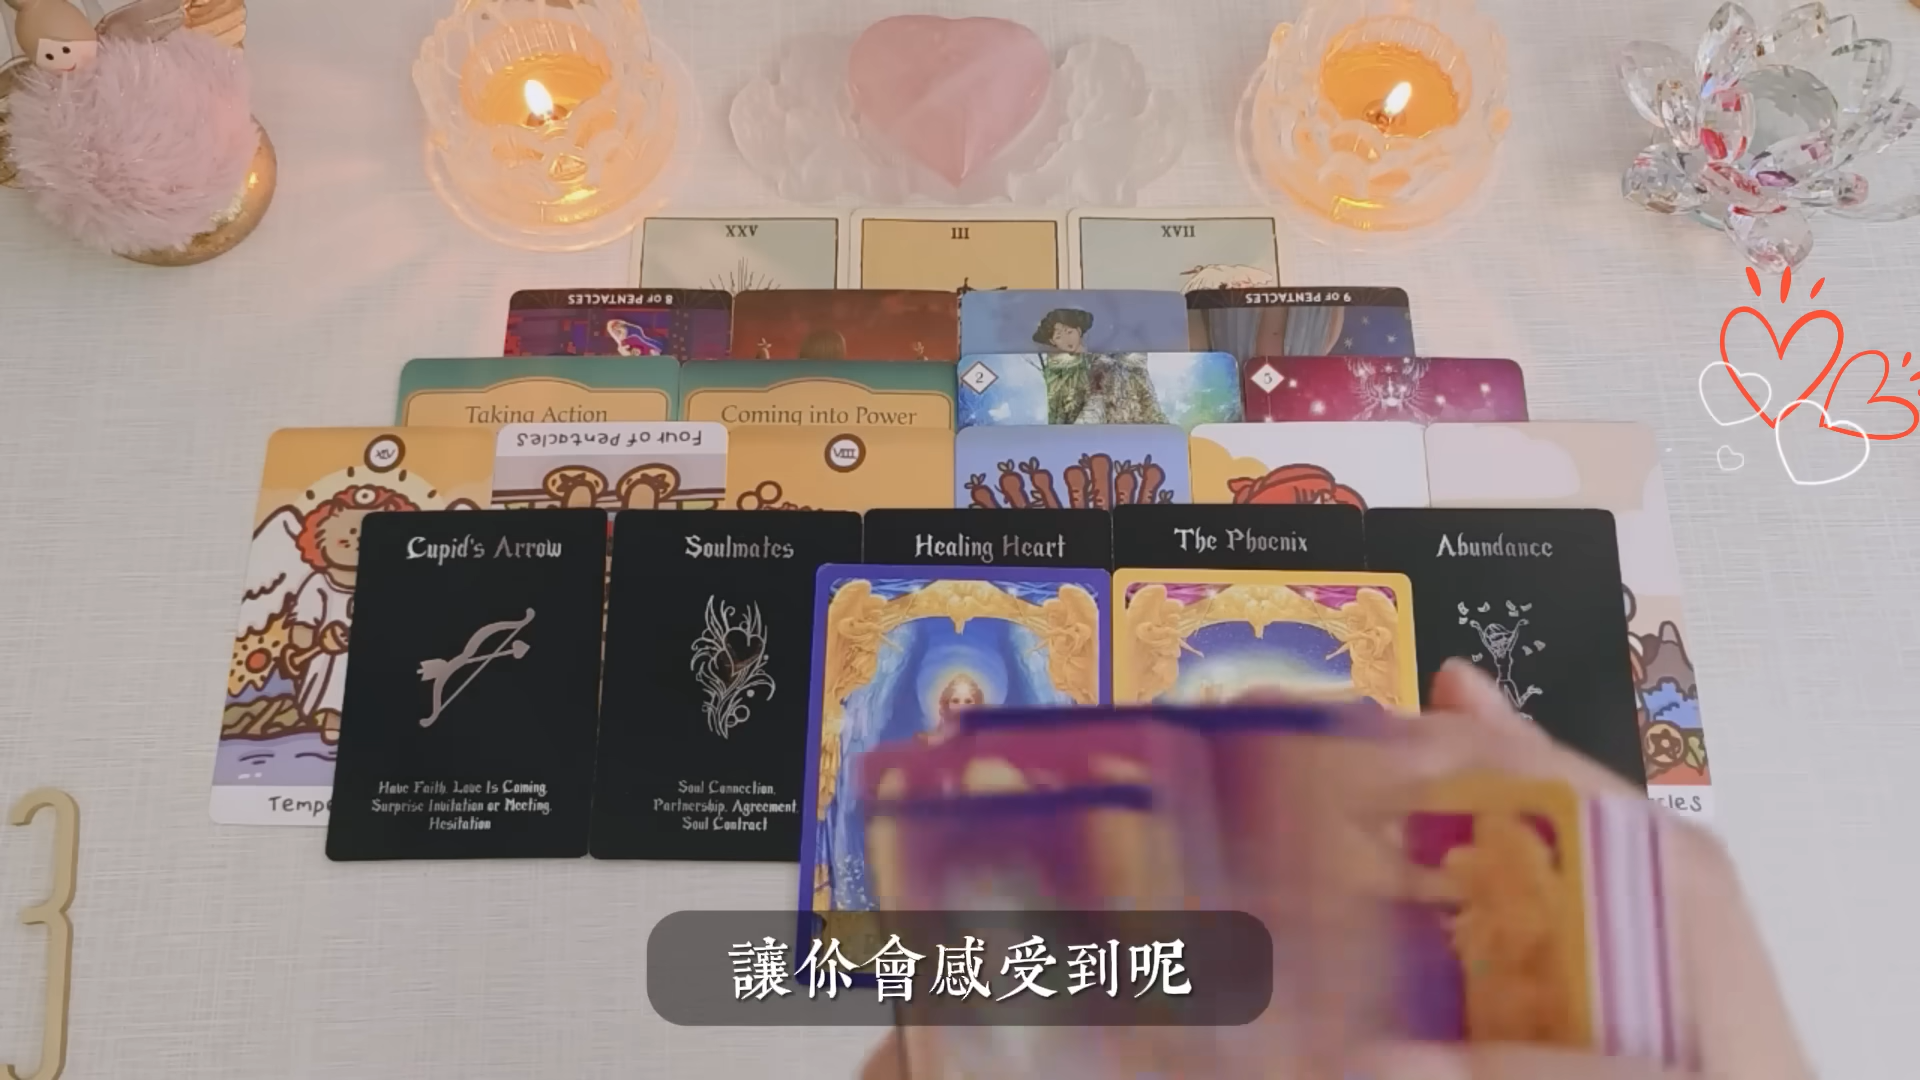 XXV
III
XVII
8 OF PENTACLES
9 OF PENTACLES
Taking Action
Coming into Power
2
5
XIV
Four of Pentacles
VIII
Cupid's Arrow
Soulmates
Healing Heart
The Phoenix
Abundance
Have Faith, Love Is Coming,
Surprise Invitation or Meeting,
Hesitation
Soul Connection,
Partnership, Agreement,
Soul Contract
3
讓你會感受到呢